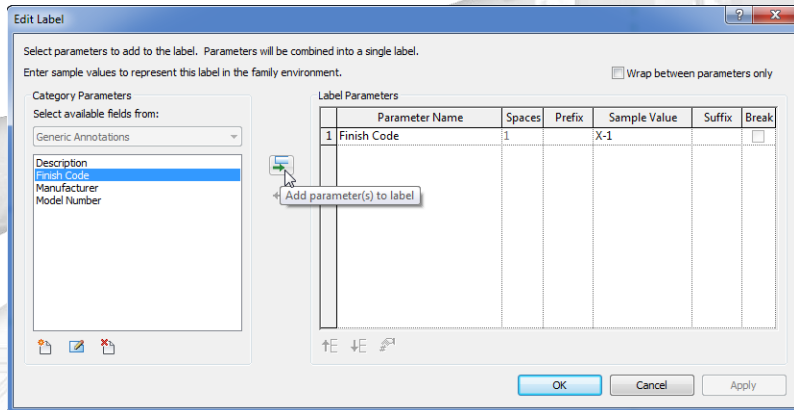 Edit Label
Select parameters to add to the label. Parameters will be combined into a single label.
Enter sample values to represent this label in the family environment.
Wrap between parameters only
Category Parameters
Select available fields from:
Generic Annotations
Description
Finish Code
Manufacturer
Model Number
Add parameter(s) to label
Label Parameters
Parameter Name Spaces Prefix Sample Value Suffix Break
1 Finish Code 1 X-1
OK Cancel Apply